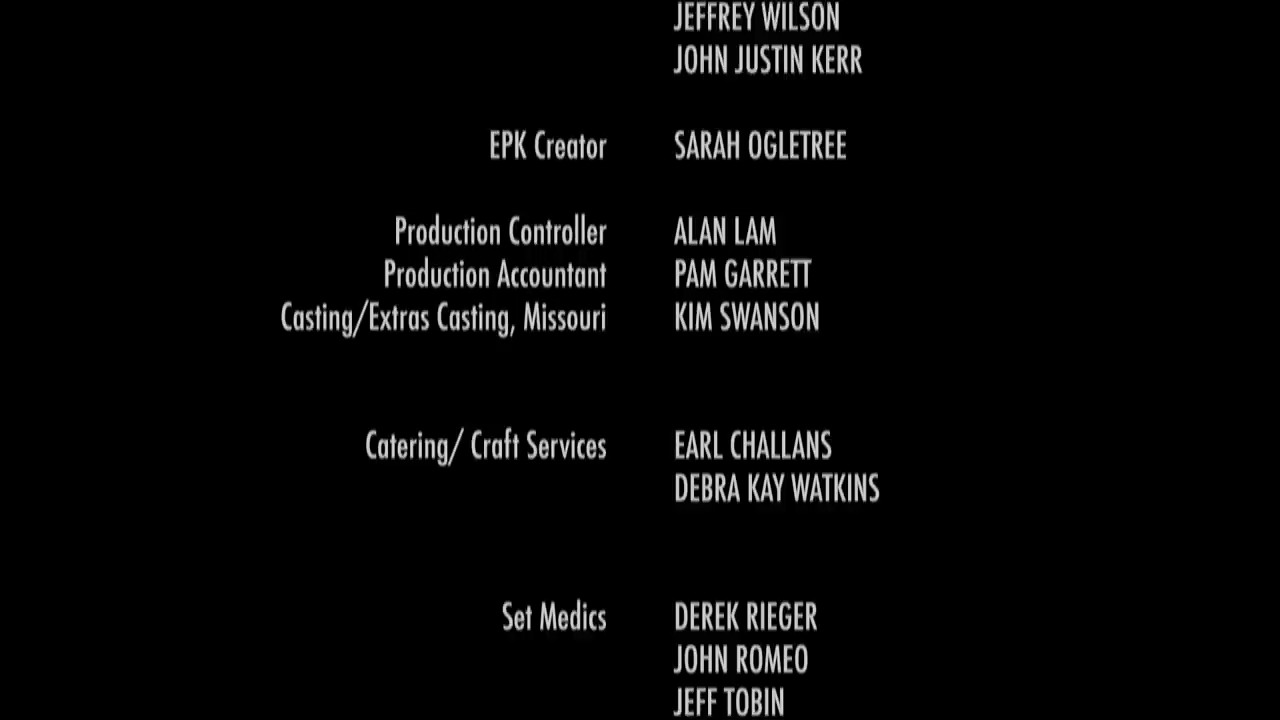 JEFFREY WILSON
JOHN JUSTIN KERR
EPK Creator SARAH OGLETREE
Production Controller ALAN LAM
Production Accountant PAM GARRETT
Casting/Extras Casting, Missouri KIM SWANSON
Catering/ Craft Services EARL CHALLANS
DEBRA KAY WATKINS
Set Medics DEREK RIEGER
JOHN ROMEO
JEFF TOBIN